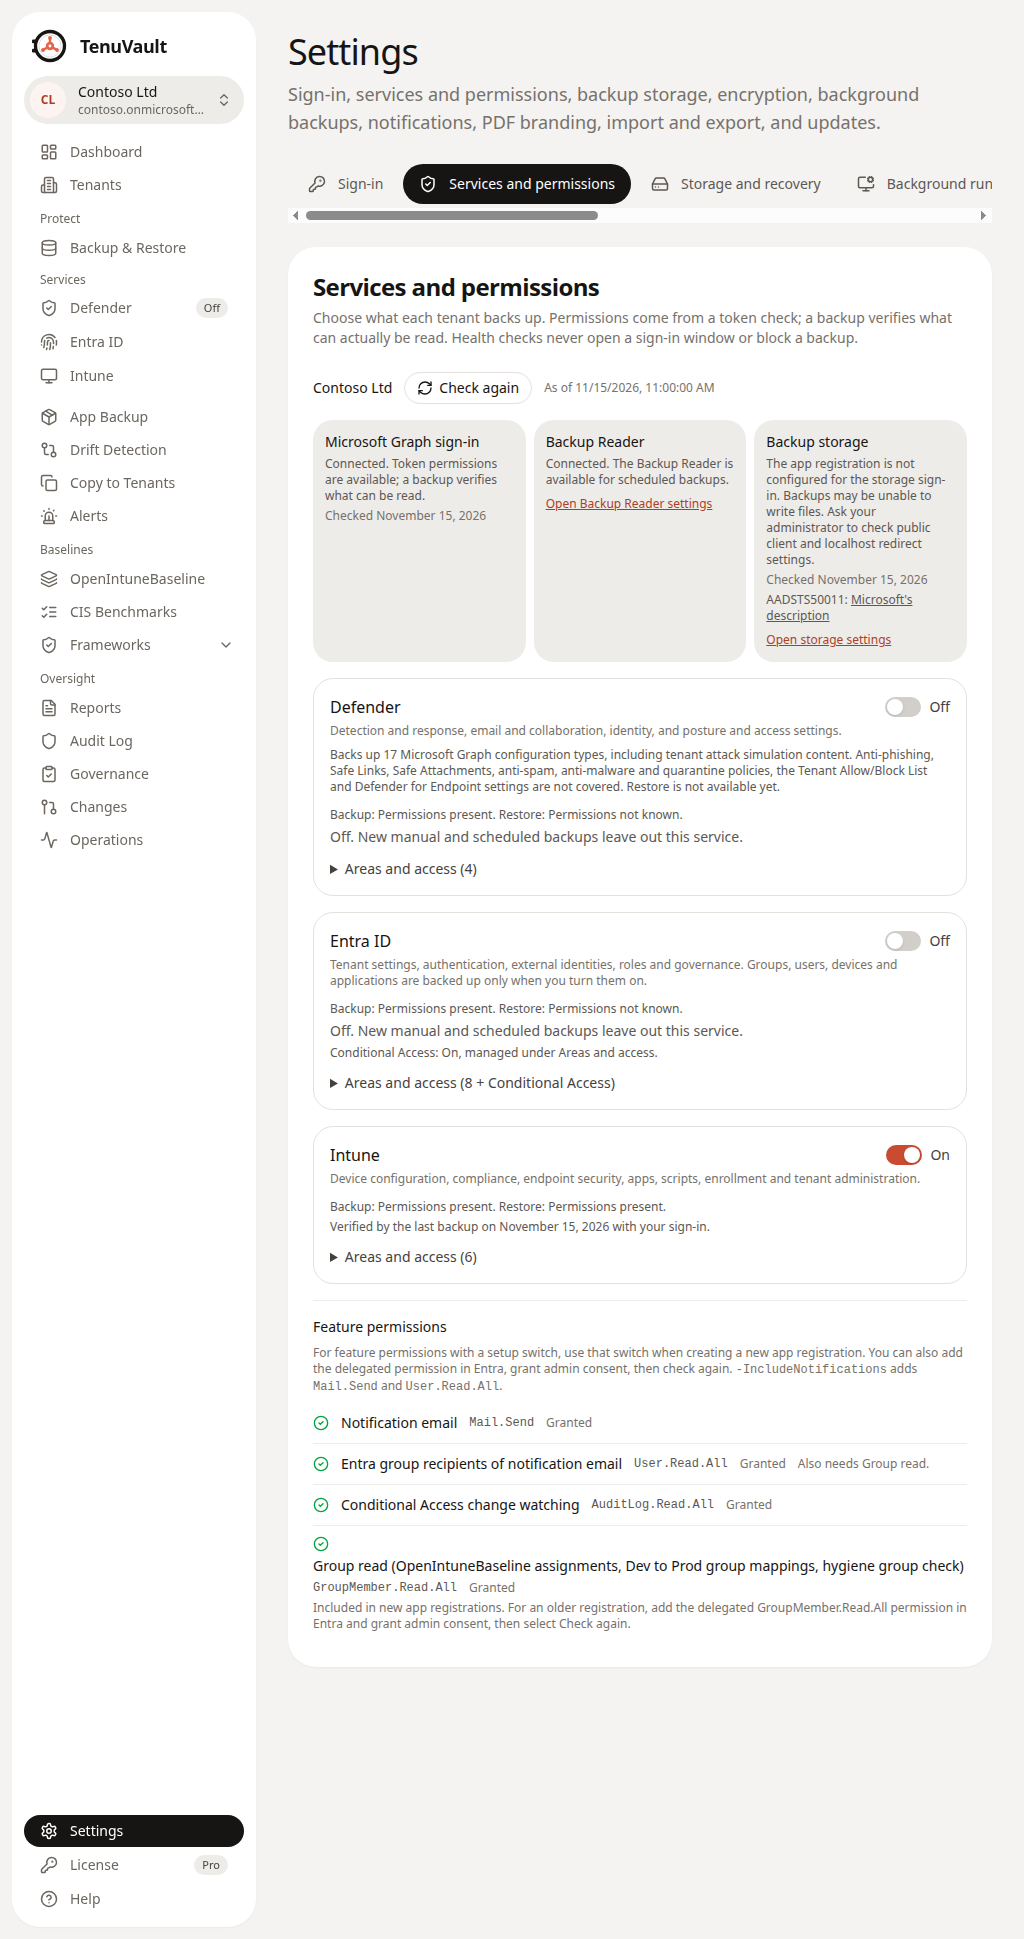 TenuVault
CL
Contoso Ltd
contoso.onmicrosoft...
Dashboard
Tenants
Protect
Backup & Restore
Services
Defender
Off
Entra ID
Intune
App Backup
Drift Detection
Copy to Tenants
Alerts
Baselines
OpenIntuneBaseline
CIS Benchmarks
Frameworks
Oversight
Reports
Audit Log
Governance
Changes
Operations
Settings
License
Pro
Help
Settings
Sign-in, services and permissions, backup storage, encryption, background
backups, notifications, PDF branding, import and export, and updates.
Sign-in
Services and permissions
Storage and recovery
Background run
Services and permissions
Choose what each tenant backs up. Permissions come from a token check; a backup verifies what
can actually be read. Health checks never open a sign-in window or block a backup.
Contoso Ltd
Check again
As of 11/15/2026, 11:00:00 AM
Microsoft Graph sign-in
Connected. Token permissions
are available; a backup verifies
what can be read.
Checked November 15, 2026
Backup Reader
Connected. The Backup Reader is
available for scheduled backups.
Open Backup Reader settings
Backup storage
The app registration is not
configured for the storage sign-
in. Backups may be unable to
write files. Ask your
administrator to check public
client and localhost redirect
settings.
Checked November 15, 2026
AADSTS50011: Microsoft's
description
Open storage settings
Defender
Off
Detection and response, email and collaboration, identity, and posture and access settings.
Backs up 17 Microsoft Graph configuration types, including tenant attack simulation content. Anti-phishing,
Safe Links, Safe Attachments, anti-spam, anti-malware and quarantine policies, the Tenant Allow/Block List
and Defender for Endpoint settings are not covered. Restore is not available yet.
Backup: Permissions present. Restore: Permissions not known.
Off. New manual and scheduled backups leave out this service.
Areas and access (4)
Entra ID
Off
Tenant settings, authentication, external identities, roles and governance. Groups, users, devices and
applications are backed up only when you turn them on.
Backup: Permissions present. Restore: Permissions not known.
Off. New manual and scheduled backups leave out this service.
Conditional Access: On, managed under Areas and access.
Areas and access (8 + Conditional Access)
Intune
On
Device configuration, compliance, endpoint security, apps, scripts, enrollment and tenant administration.
Backup: Permissions present. Restore: Permissions present.
Verified by the last backup on November 15, 2026 with your sign-in.
Areas and access (6)
Feature permissions
For feature permissions with a setup switch, use that switch when creating a new app registration. You can also add
the delegated permission in Entra, grant admin consent, then check again. -IncludeNotifications adds
Mail.Send and User.Read.All.
Notification email Mail.Send Granted
Entra group recipients of notification email User.Read.All Granted Also needs Group read.
Conditional Access change watching AuditLog.Read.All Granted
Group read (OpenIntuneBaseline assignments, Dev to Prod group mappings, hygiene group check)
GroupMember.Read.All Granted
Included in new app registrations. For an older registration, add the delegated GroupMember.Read.All permission in
Entra and grant admin consent, then select Check again.